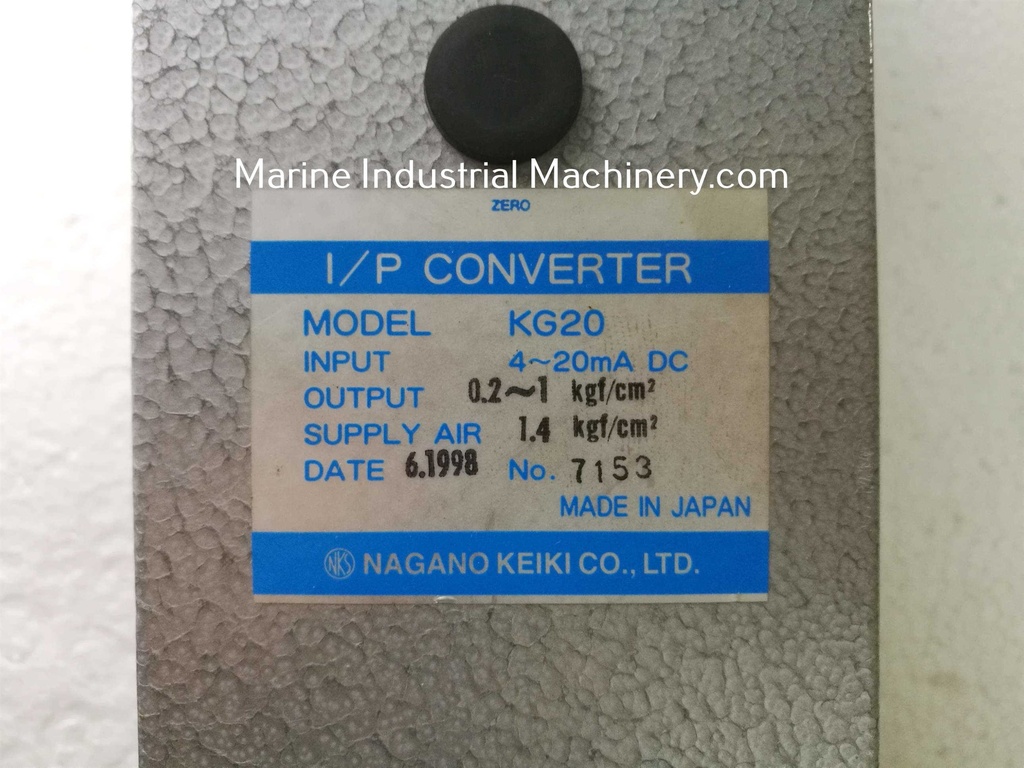 Marine Industrial Machinery.com
ZERO
I/P CONVERTER
MODEL KG20
INPUT 4~20mA DC
OUTPUT 0.2~1 kgf/cm²
SUPPLY AIR 1.4 kgf/cm²
DATE 6.1998 No. 7153
MADE IN JAPAN
NKS NAGANO KEIKI CO., LTD.